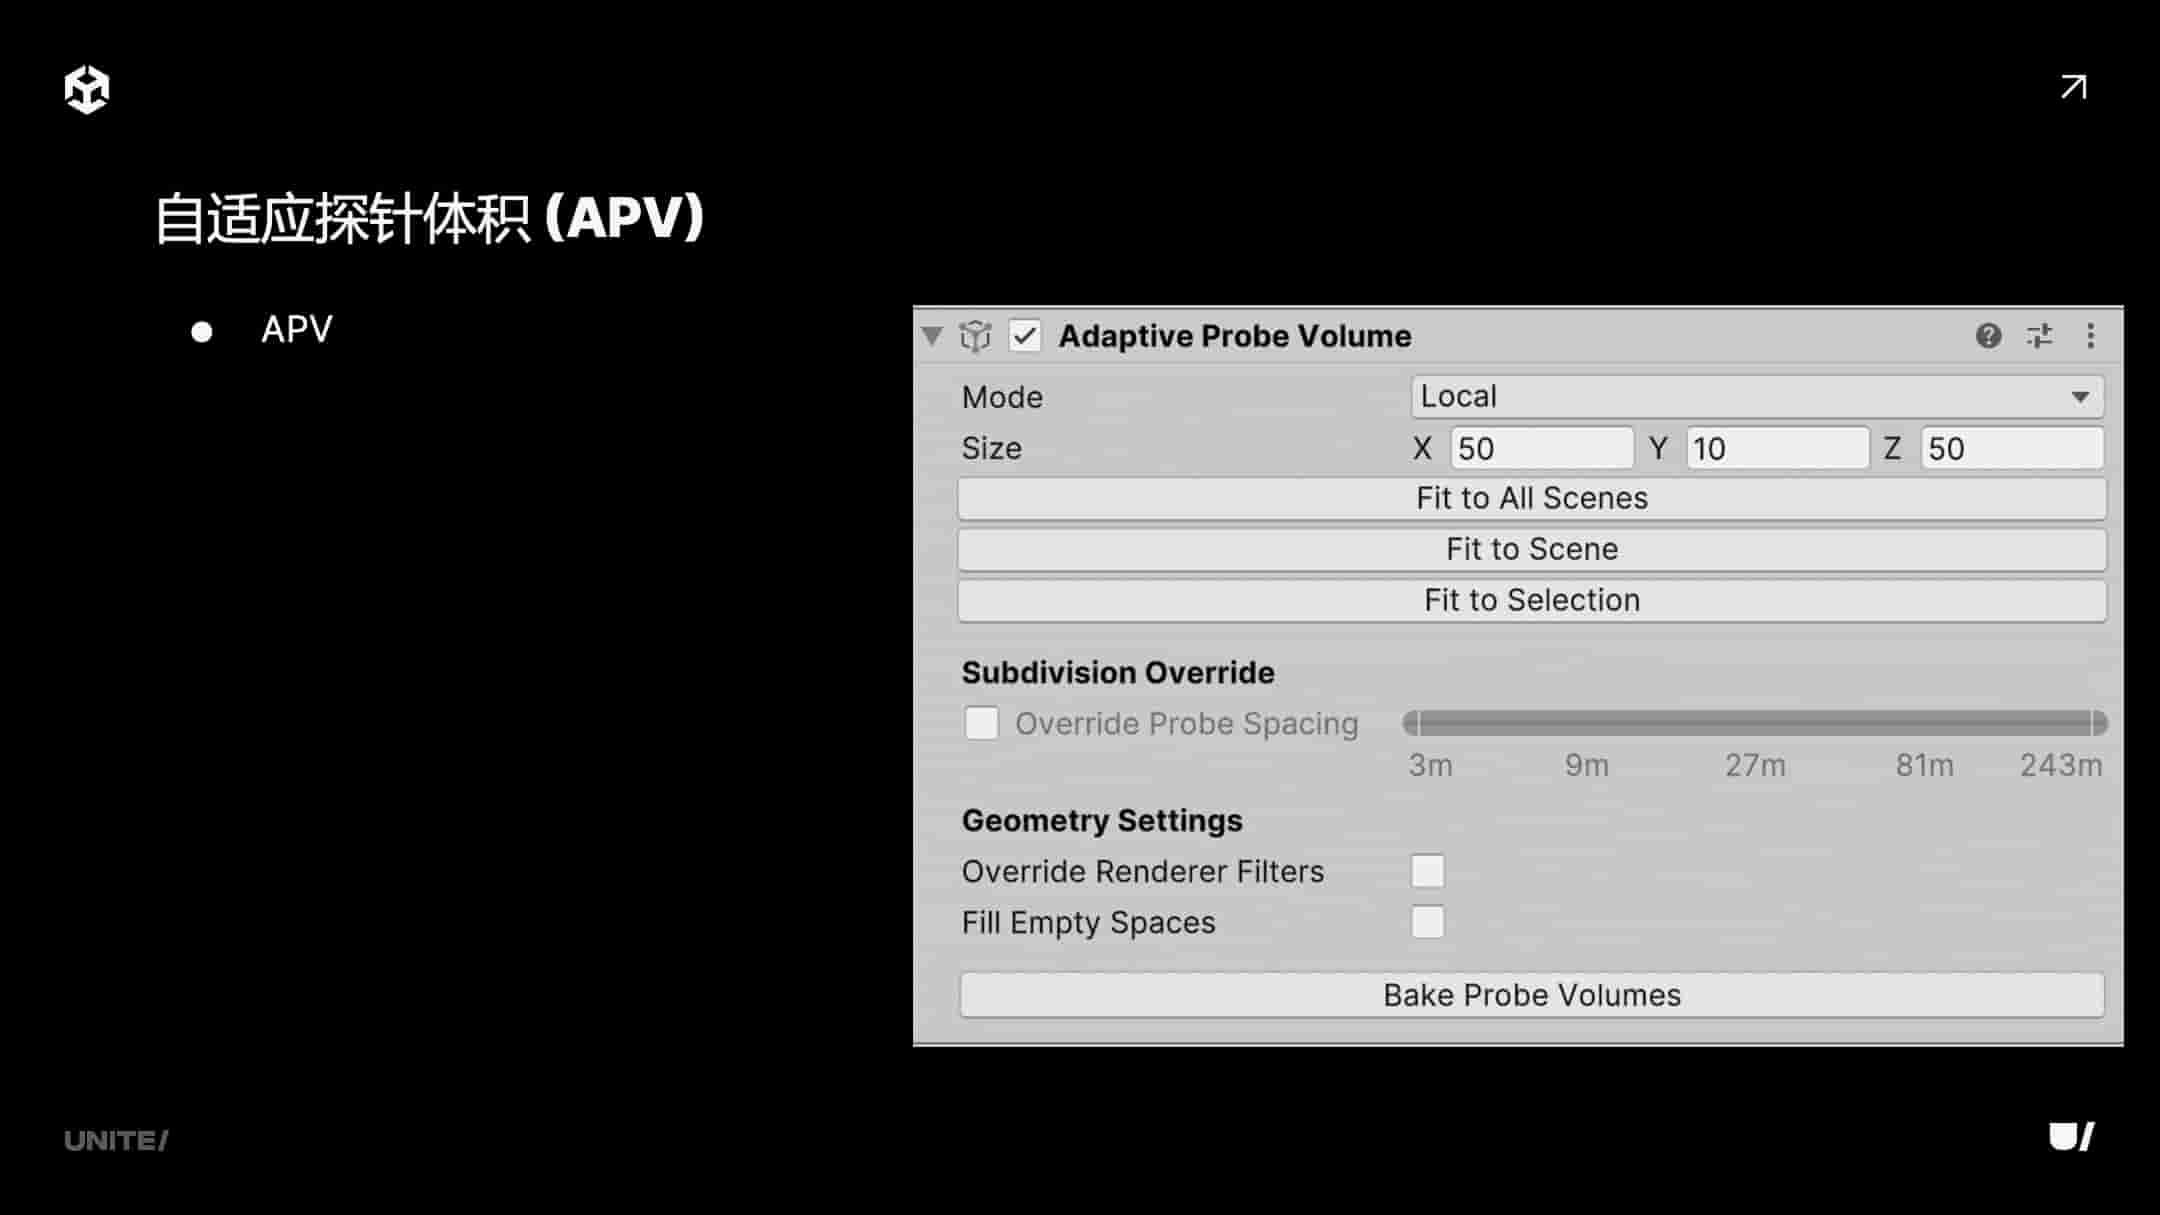 自适应探针体积 (APV)
● APV
Adaptive Probe Volume
Mode Local
Size X 50 Y 10 Z 50
Fit to All Scenes
Fit to Scene
Fit to Selection
Subdivision Override
Override Probe Spacing
3m 9m 27m 81m 243m
Geometry Settings
Override Renderer Filters
Fill Empty Spaces
Bake Probe Volumes
UNITE/
U/